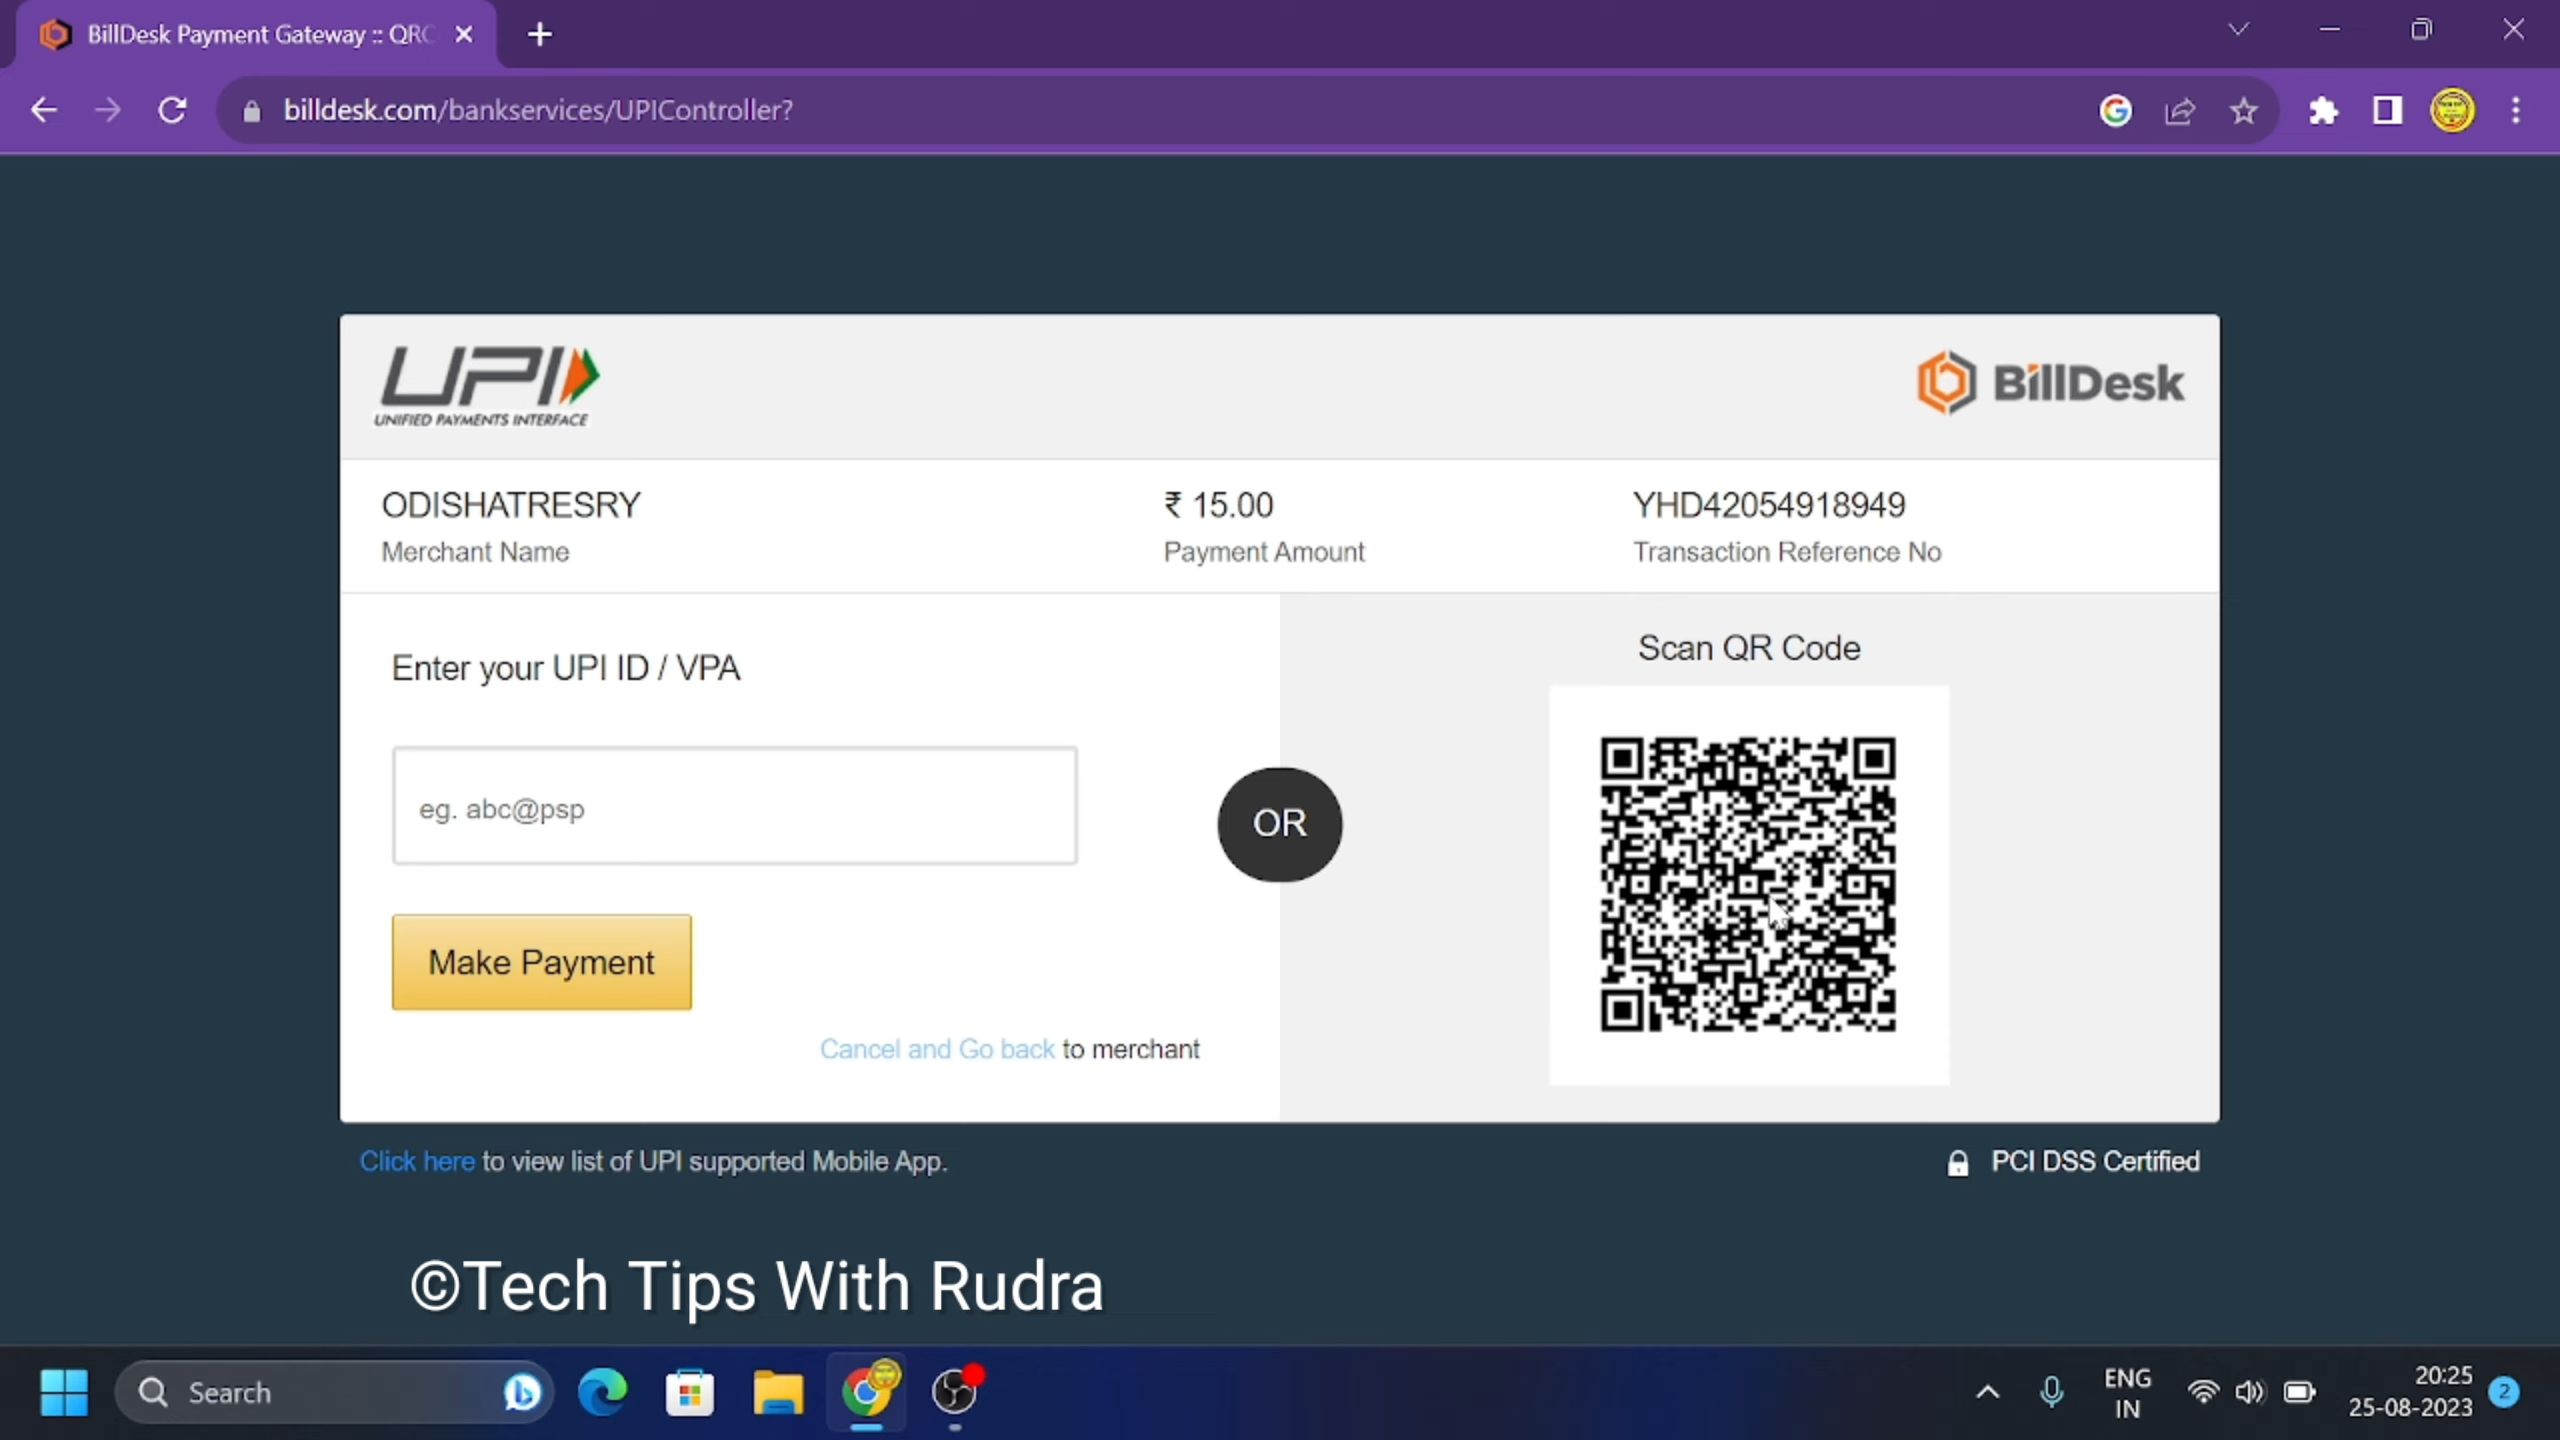 BillDesk Payment Gateway :: QRC
billdesk.com/bankservices/UPIController?
UPI
UNIFIED PAYMENTS INTERFACE
BillDesk
ODISHATRESRY
Merchant Name
₹ 15.00
Payment Amount
YHD42054918949
Transaction Reference No
Enter your UPI ID / VPA
eg. abc@psp
Make Payment
Cancel and Go back to merchant
OR
Scan QR Code
Click here to view list of UPI supported Mobile App.
PCI DSS Certified
©Tech Tips With Rudra
Search
ENG
IN
20:25
25-08-2023
2